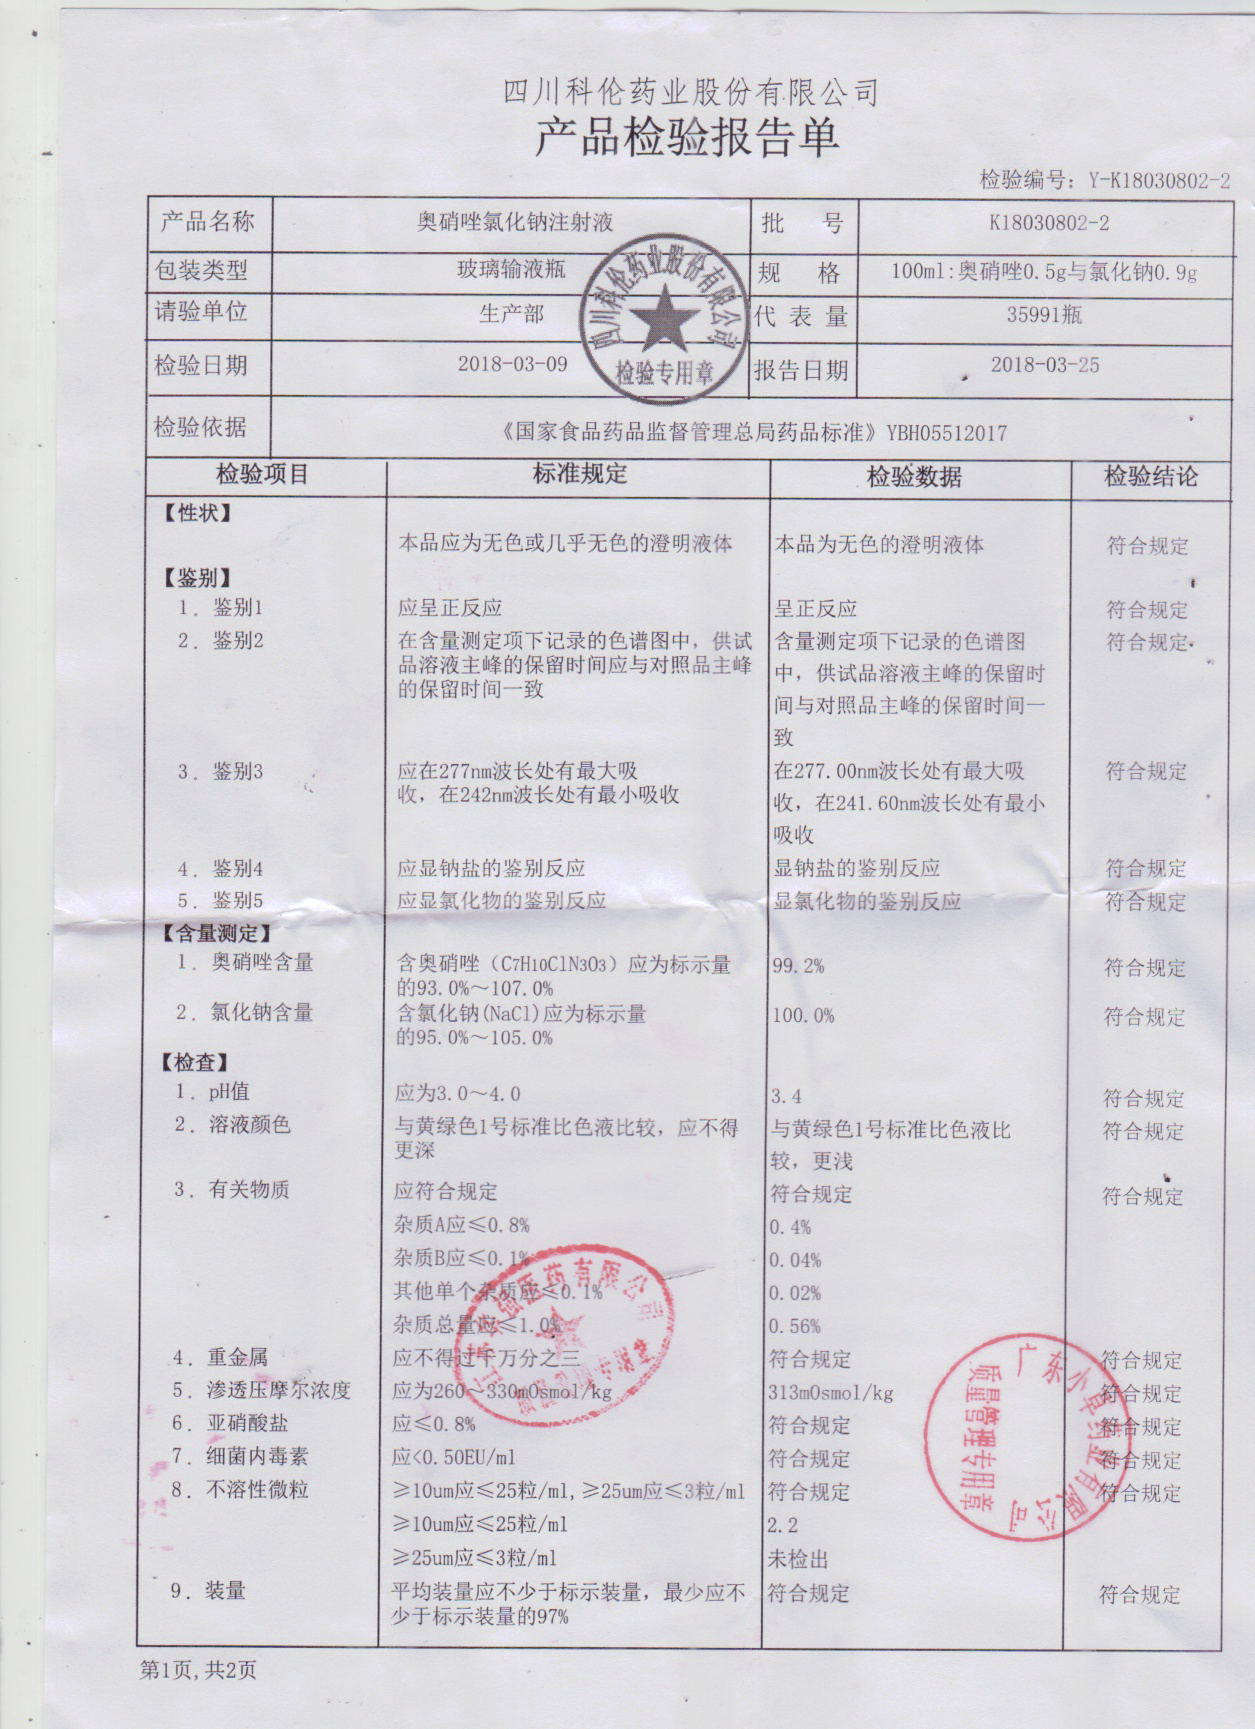 四川科伦药业股份有限公司
产品检验报告单
检验编号：Y-K18030802-2
产品名称 奥硝唑氯化钠注射液 批 号 K18030802-2
包装类型 玻璃输液瓶 规 格 100ml:奥硝唑0.5g与氯化钠0.9g
请验单位 生产部 代 表 量 35991瓶
检验日期 2018-03-09 报告日期 2018-03-25
四川科伦药业股份有限公司
检验专用章
检验依据 《国家食品药品监督管理总局药品标准》YBH05512017
检验项目 标准规定 检验数据 检验结论
【性状】
本品应为无色或几乎无色的澄明液体 本品为无色的澄明液体 符合规定
【鉴别】
1．鉴别1 应呈正反应 呈正反应 符合规定
2．鉴别2 在含量测定项下记录的色谱图中，供试 含量测定项下记录的色谱图 符合规定
品溶液主峰的保留时间应与对照品主峰 中，供试品溶液主峰的保留时
的保留时间一致 间与对照品主峰的保留时间一
致
3．鉴别3 应在277nm波长处有最大吸 在277.00nm波长处有最大吸 符合规定
收，在242nm波长处有最小吸收 收，在241.60nm波长处有最小
吸收
4．鉴别4 应显钠盐的鉴别反应 显钠盐的鉴别反应 符合规定
5．鉴别5 应显氯化物的鉴别反应 显氯化物的鉴别反应 符合规定
【含量测定】
1．奥硝唑含量 含奥硝唑（C7H10ClN3O3）应为标示量 99.2% 符合规定
的93.0%～107.0%
2．氯化钠含量 含氯化钠(NaCl)应为标示量 100.0% 符合规定
的95.0%～105.0%
【检查】
1．pH值 应为3.0～4.0 3.4 符合规定
2．溶液颜色 与黄绿色1号标准比色液比较，应不得 与黄绿色1号标准比色液比 符合规定
更深 较，更浅
3．有关物质 应符合规定 符合规定 符合规定
杂质A应≤0.8% 0.4%
杂质B应≤0.1% 0.04%
其他单个杂质应≤0.1% 0.02%
杂质总量应≤1.0% 0.56%
4．重金属 应不得过千万分之三 符合规定 符合规定
5．渗透压摩尔浓度 应为260～330mOsmol/kg 313mOsmol/kg 符合规定
6．亚硝酸盐 应≤0.8% 符合规定 符合规定
7．细菌内毒素 应<0.50EU/ml 符合规定 符合规定
8．不溶性微粒 ≥10um应≤25粒/ml,≥25um应≤3粒/ml 符合规定 符合规定
≥10um应≤25粒/ml 2.2
≥25um应≤3粒/ml 未检出
9．装量 平均装量应不少于标示装量，最少应不 符合规定 符合规定
少于标示装量的97%
医药有限公司
广东小卓药业有限公司
质量管理专用章
第1页,共2页